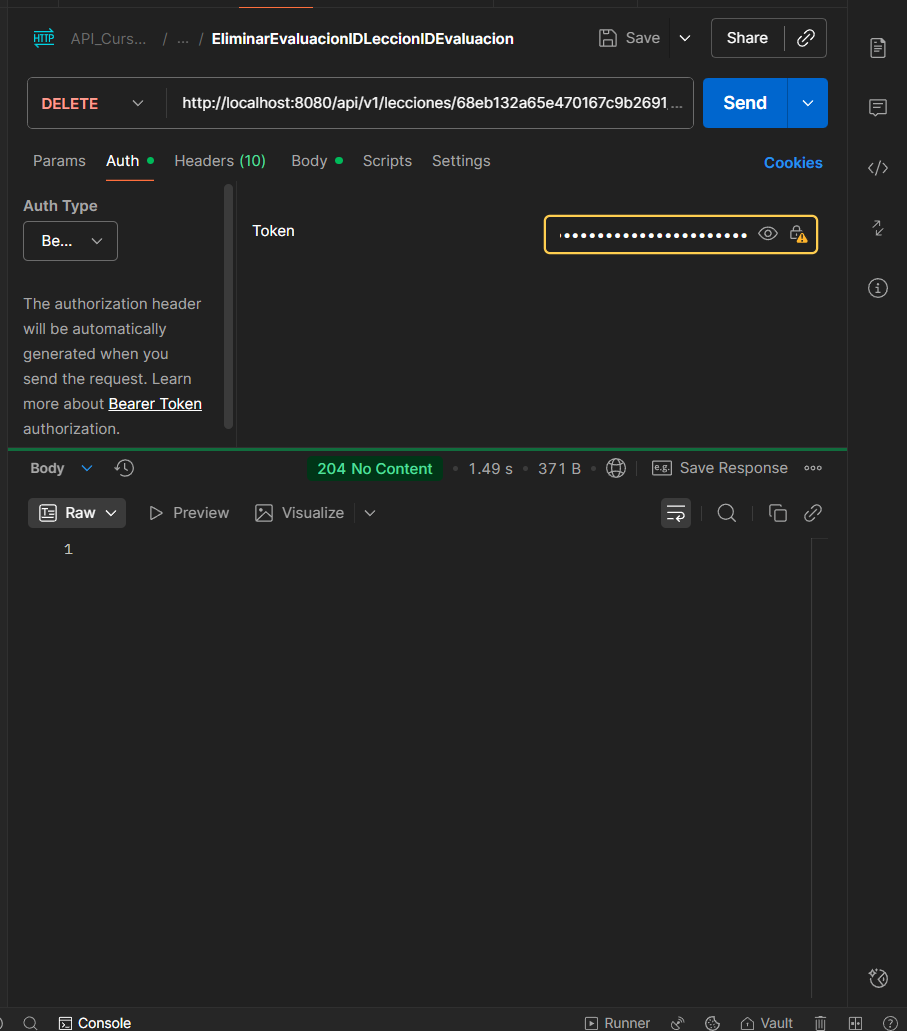 HTTP API_Curs... / ... / EliminarEvaluacionIDLeccionIDEvaluacion Save Share
DELETE http://localhost:8080/api/v1/lecciones/68eb132a65e470167c9b2691 ... Send
Params Auth Headers (10) Body Scripts Settings Cookies
Auth Type
Be...
Token ••••••••••••••••••••••
The authorization header
will be automatically
generated when you
send the request. Learn
more about Bearer Token
authorization.
Body 204 No Content • 1.49 s • 371 B • e.g. Save Response
Raw Preview Visualize
1
Console Runner Vault